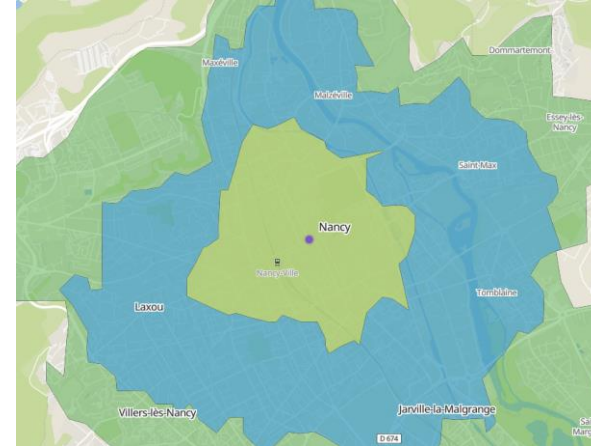 Dommartemont
Maxéville
Malzéville
Essey-lès-
Nancy
Saint-Max
Nancy
Nancy-Ville
Tomblaine
Laxou
Villers-lès-Nancy
Jarville-la-Malgrange
D 674